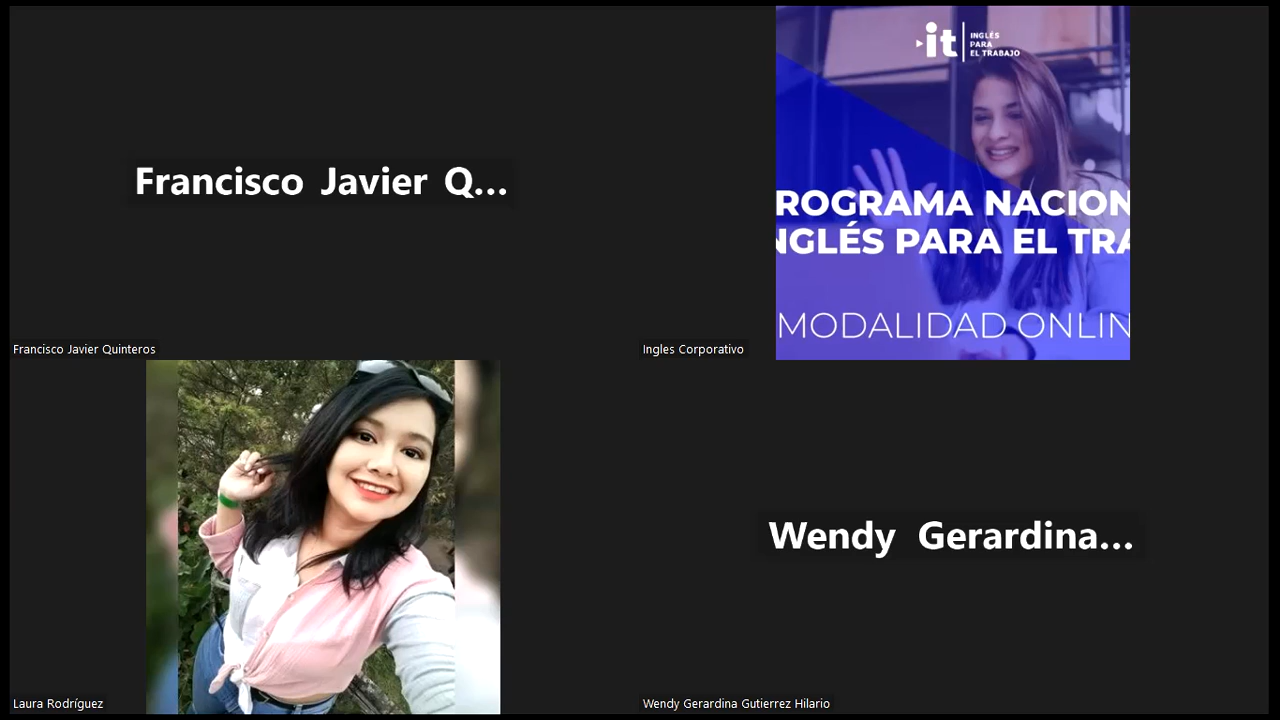 Francisco Javier Q...
Francisco Javier Quinteros
it
INGLÉS
PARA
EL TRABAJO
ROGRAMA NACION
NGLÉS PARA EL TRA
MODALIDAD ONLIN
Ingles Corporativo
Laura Rodríguez
Wendy Gerardina...
Wendy Gerardina Gutierrez Hilario